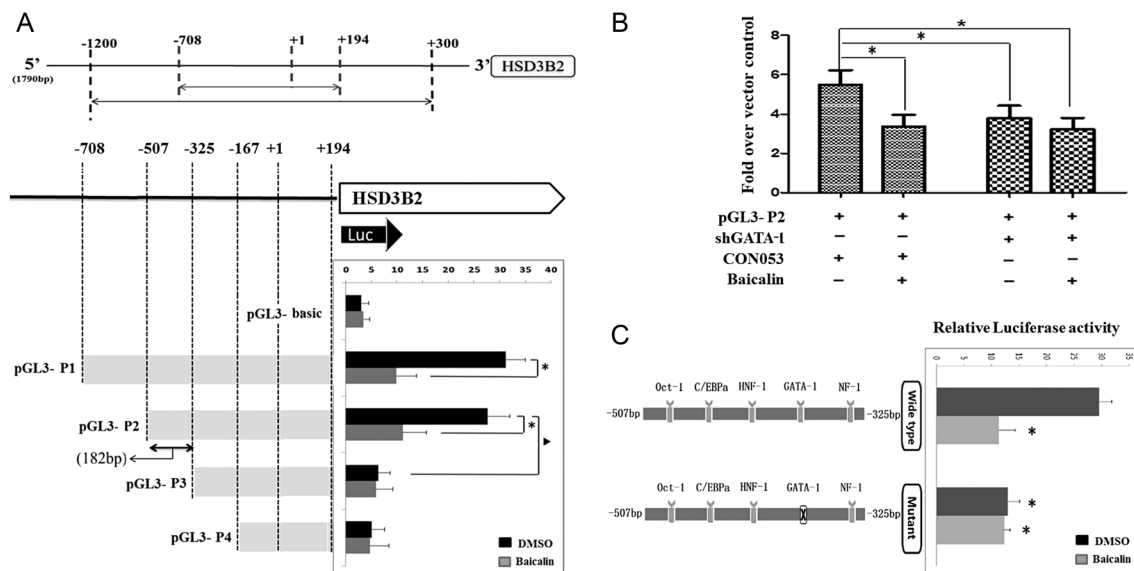 A
-1200 -708 +1 +194 +300
5’ 3’ HSD3B2
(1790bp)
-708 -507 -325 -167 +1 +194
HSD3B2
Luc
0 5 10 15 20 25 30 35 40
pGL3- basic
pGL3- P1
*
pGL3- P2
*
(182bp)
pGL3- P3
pGL3- P4
DMSO
Baicalin
B
Fold over vector control
8
6
4
2
0
* * *
pGL3- P2 + + + +
shGATA-1 – – + +
CON053 + + – –
Baicalin – + – +
C
Relative Luciferase activity
0 5 10 15 20 25 30 35
Oct-1 C/EBPa HNF-1 GATA-1 NF-1
-507bp -325bp
Wide type
*
Oct-1 C/EBPa HNF-1 GATA-1 NF-1
-507bp X -325bp
Mutant
*
*
DMSO
Baicalin